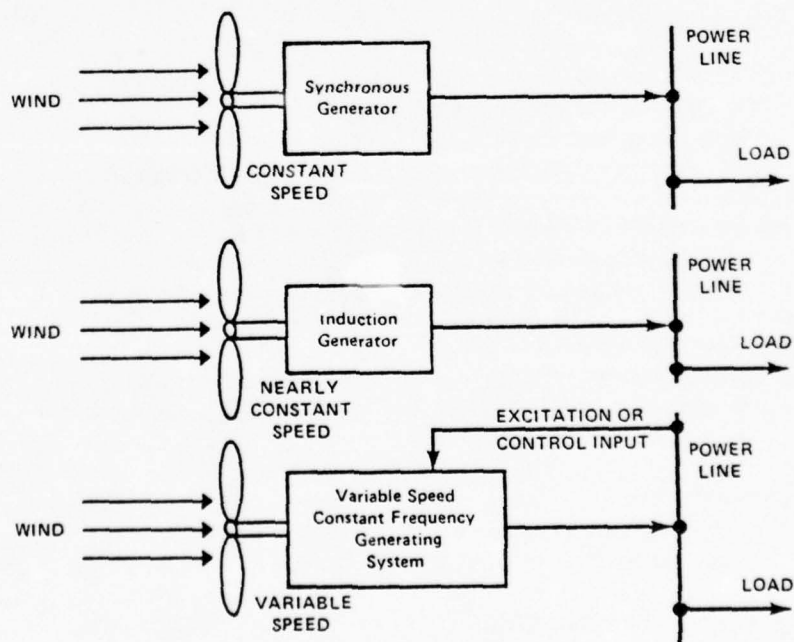 POWER
LINE
WIND
Synchronous
Generator
CONSTANT
SPEED
LOAD
POWER
LINE
WIND
Induction
Generator
NEARLY
CONSTANT
SPEED
LOAD
EXCITATION OR
CONTROL INPUT
POWER
LINE
WIND
Variable Speed
Constant Frequency
Generating
System
VARIABLE
SPEED
LOAD